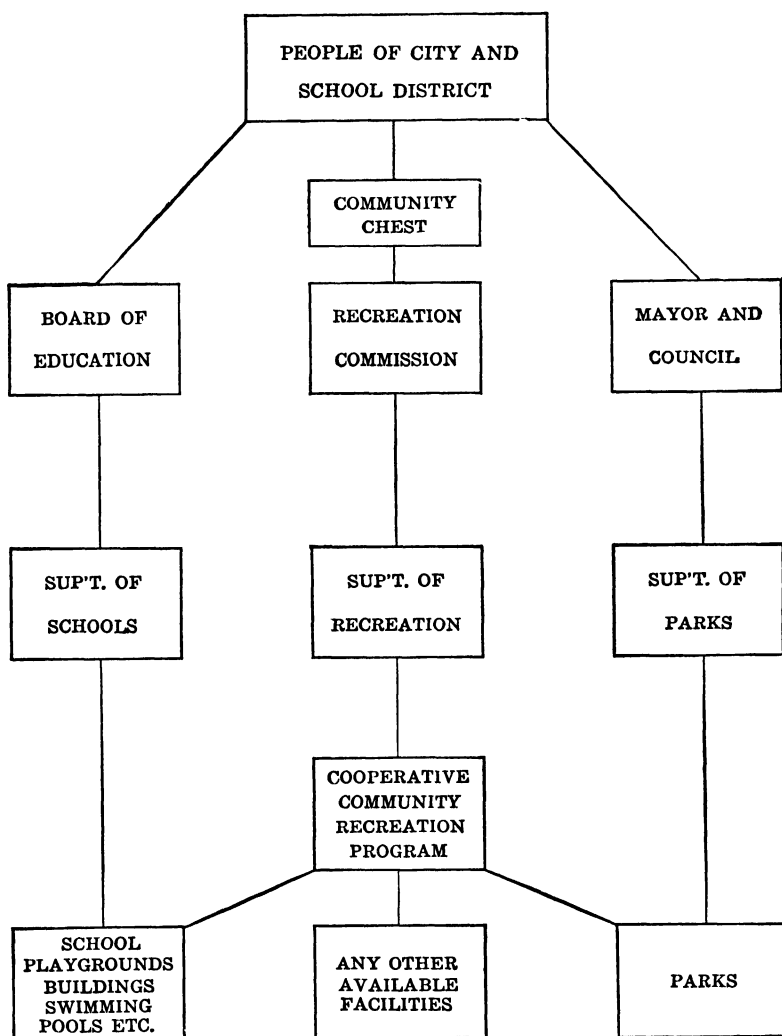 PEOPLE OF CITY AND
SCHOOL DISTRICT
COMMUNITY
CHEST
BOARD OF
EDUCATION
RECREATION
COMMISSION
MAYOR AND
COUNCIL
SUP'T. OF
SCHOOLS
SUP'T. OF
RECREATION
SUP'T. OF
PARKS
COOPERATIVE
COMMUNITY
RECREATION
PROGRAM
SCHOOL
PLAYGROUNDS
BUILDINGS
SWIMMING
POOLS ETC.
ANY OTHER
AVAILABLE
FACILITIES
PARKS